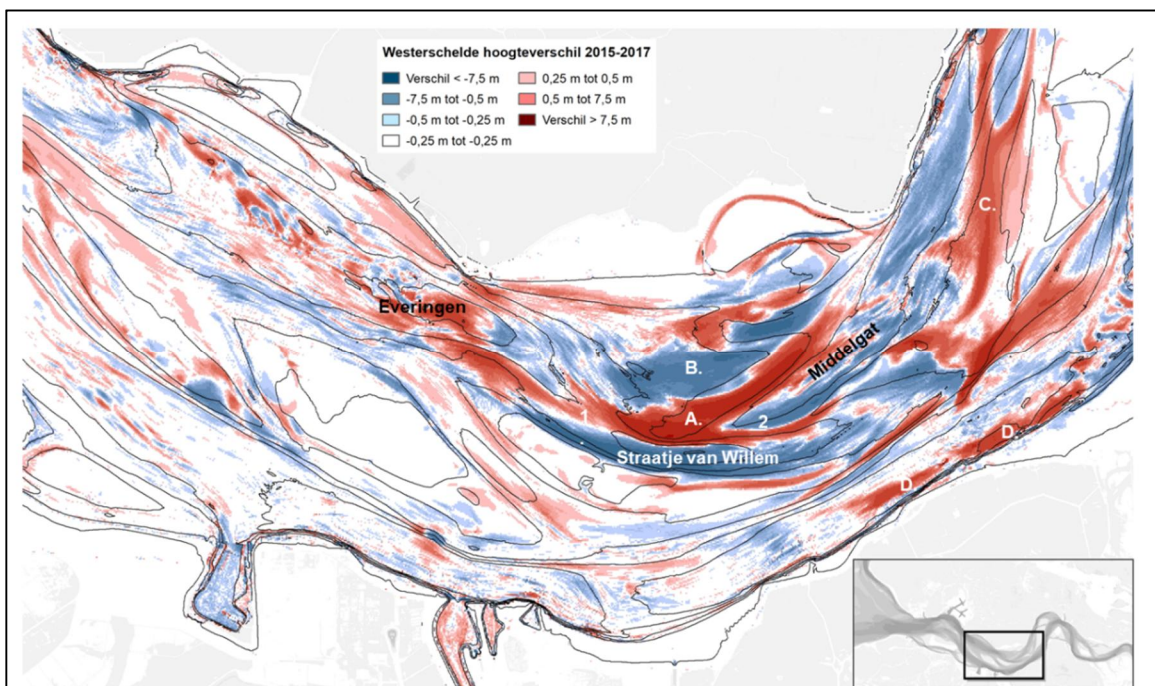 Westerschelde hoogteverschil 2015-2017
Verschil < -7,5 m
0,25 m tot 0,5 m
-7,5 m tot -0,5 m
0,5 m tot 7,5 m
-0,5 m tot -0,25 m
Verschil > 7,5 m
-0,25 m tot -0,25 m
C.
Everingen
Middelgat
B.
1
A.
2
Straatje van Willem
D.
D.